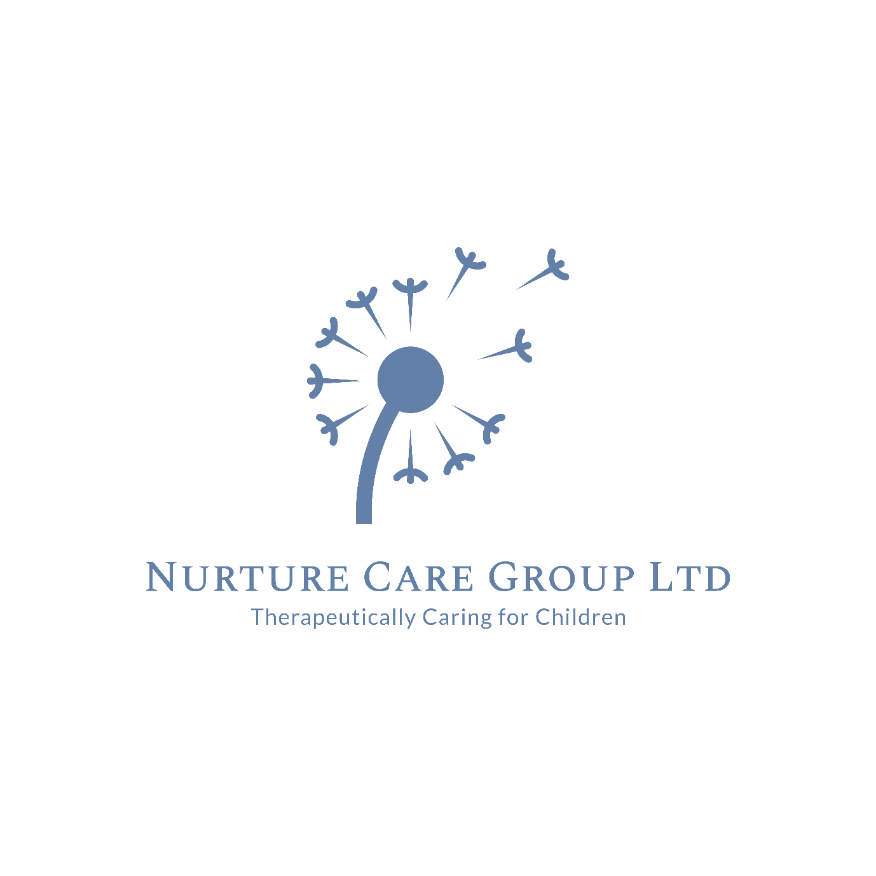 Nurture Care Group Ltd
Therapeutically Caring for Children